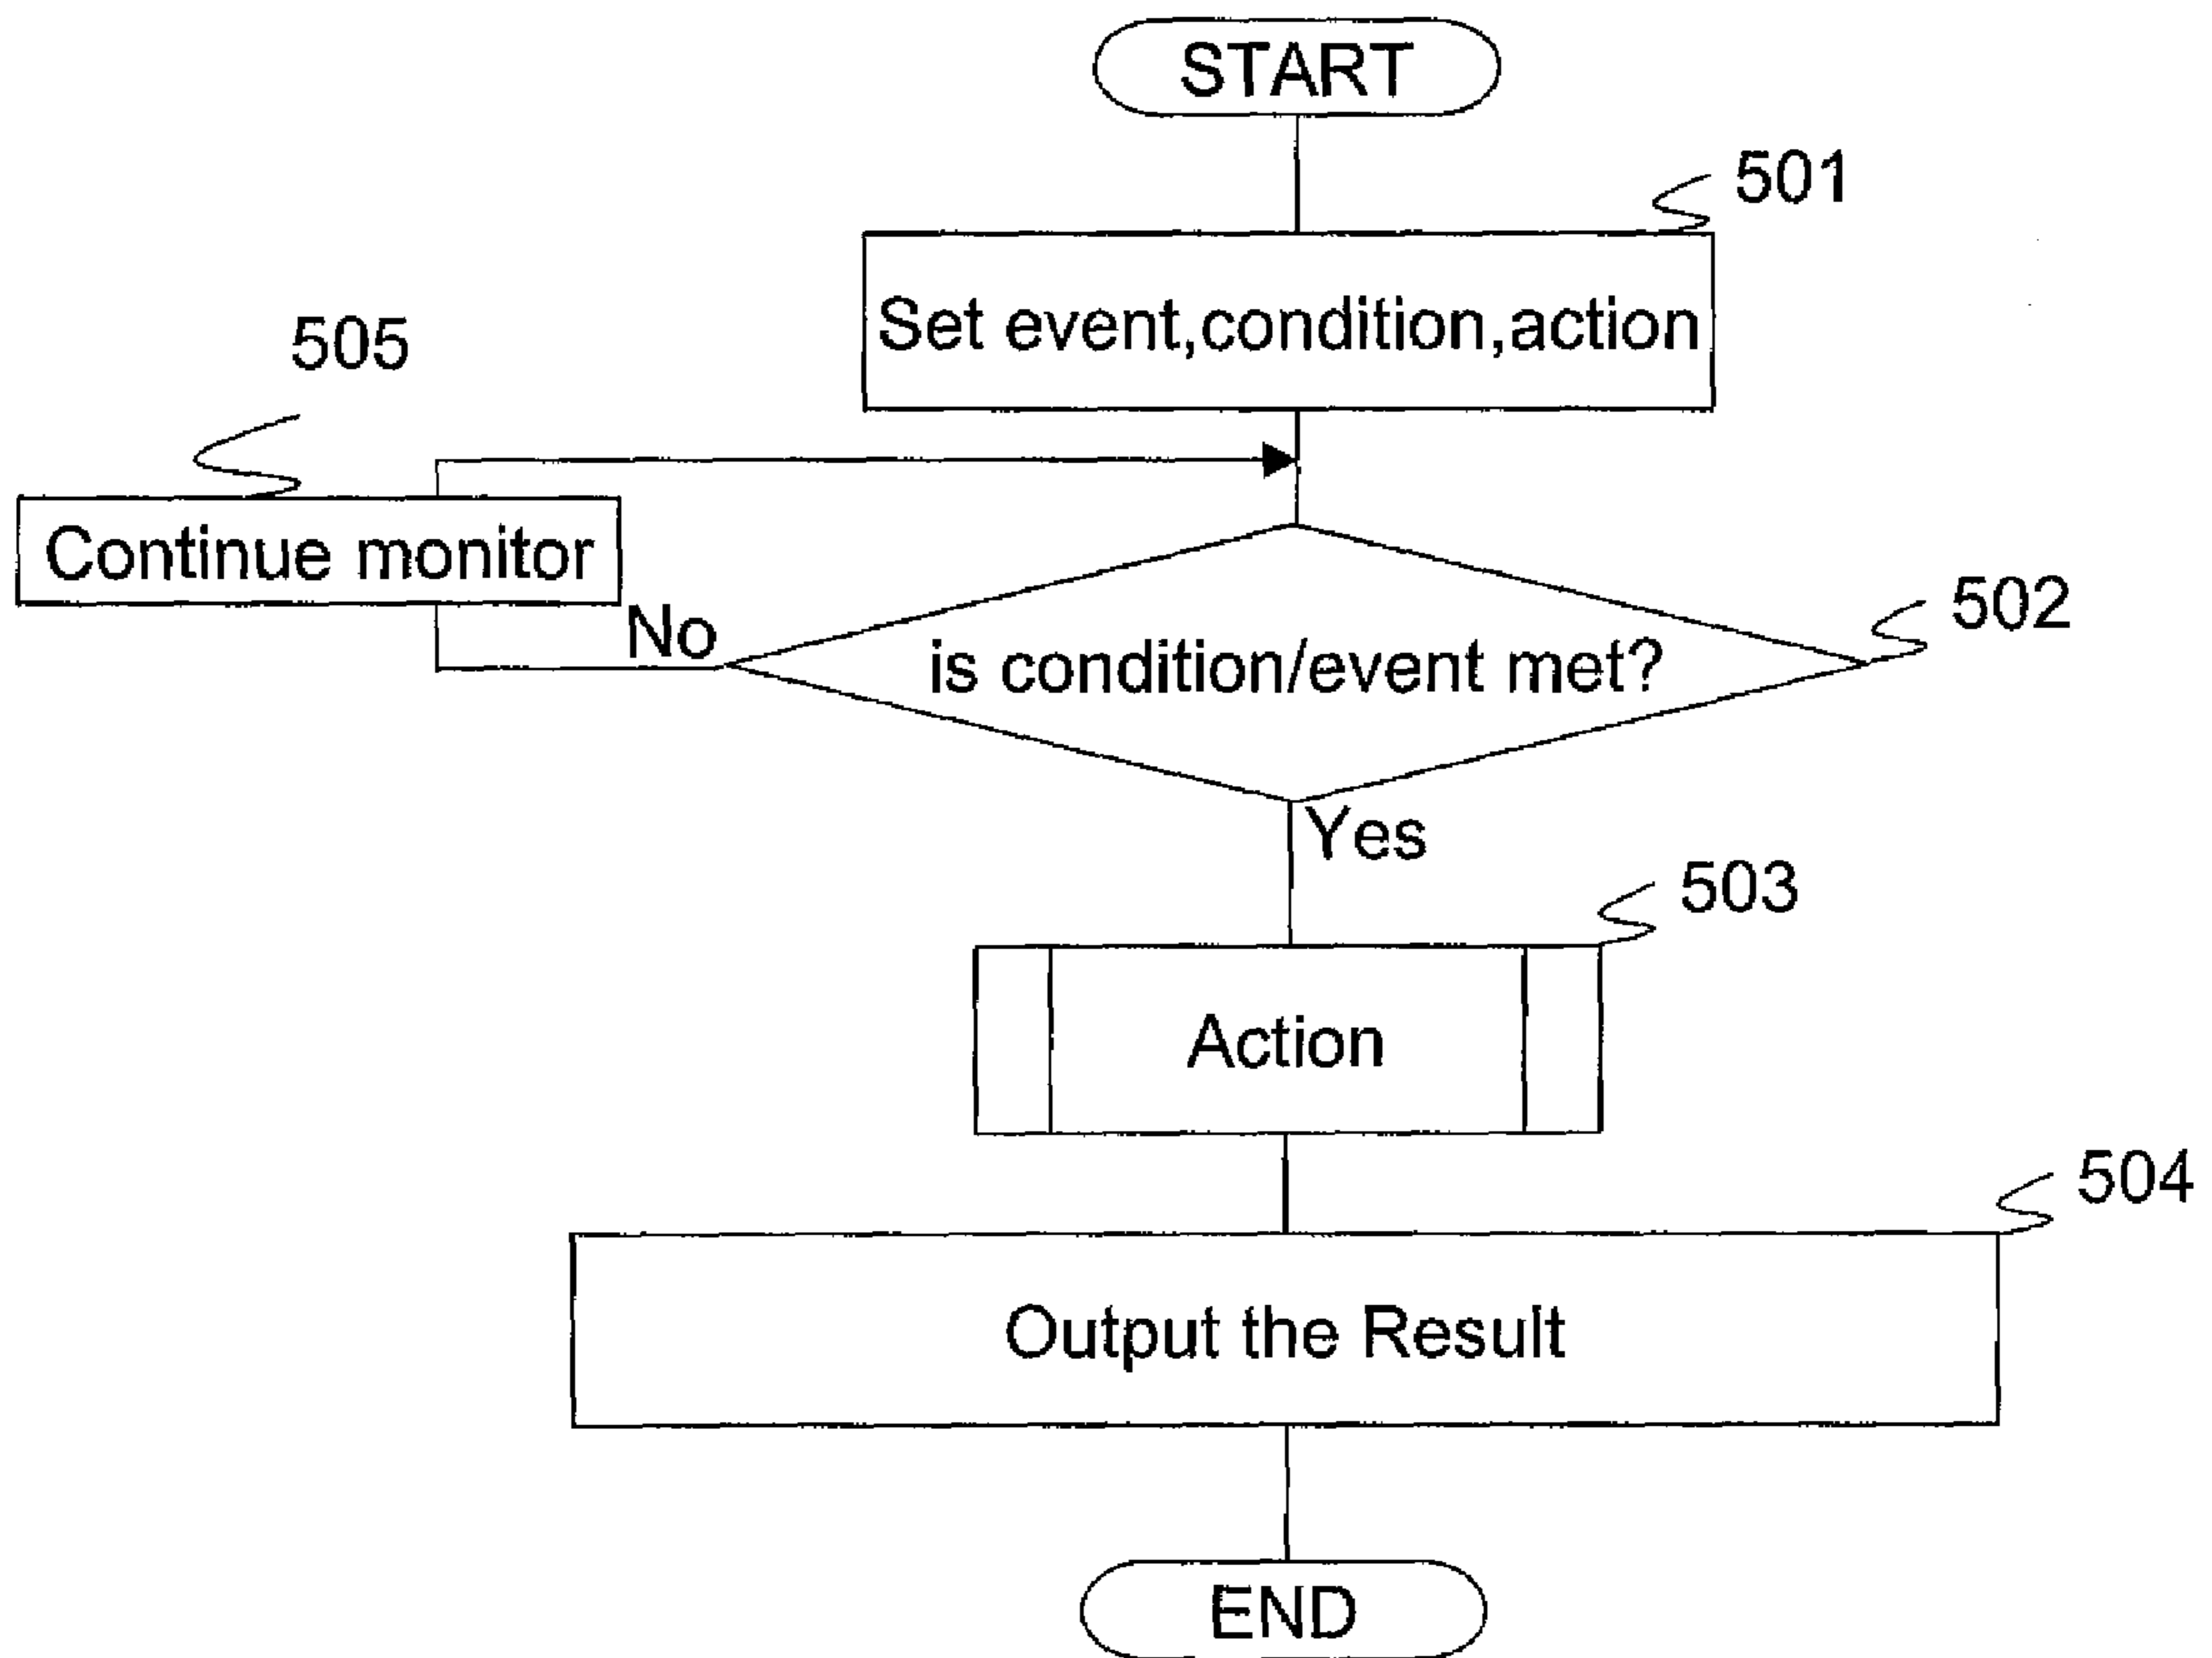 START
501
Set event,condition,action
505
Continue monitor
No
is condition/event met?
502
Yes
503
Action
504
Output the Result
END